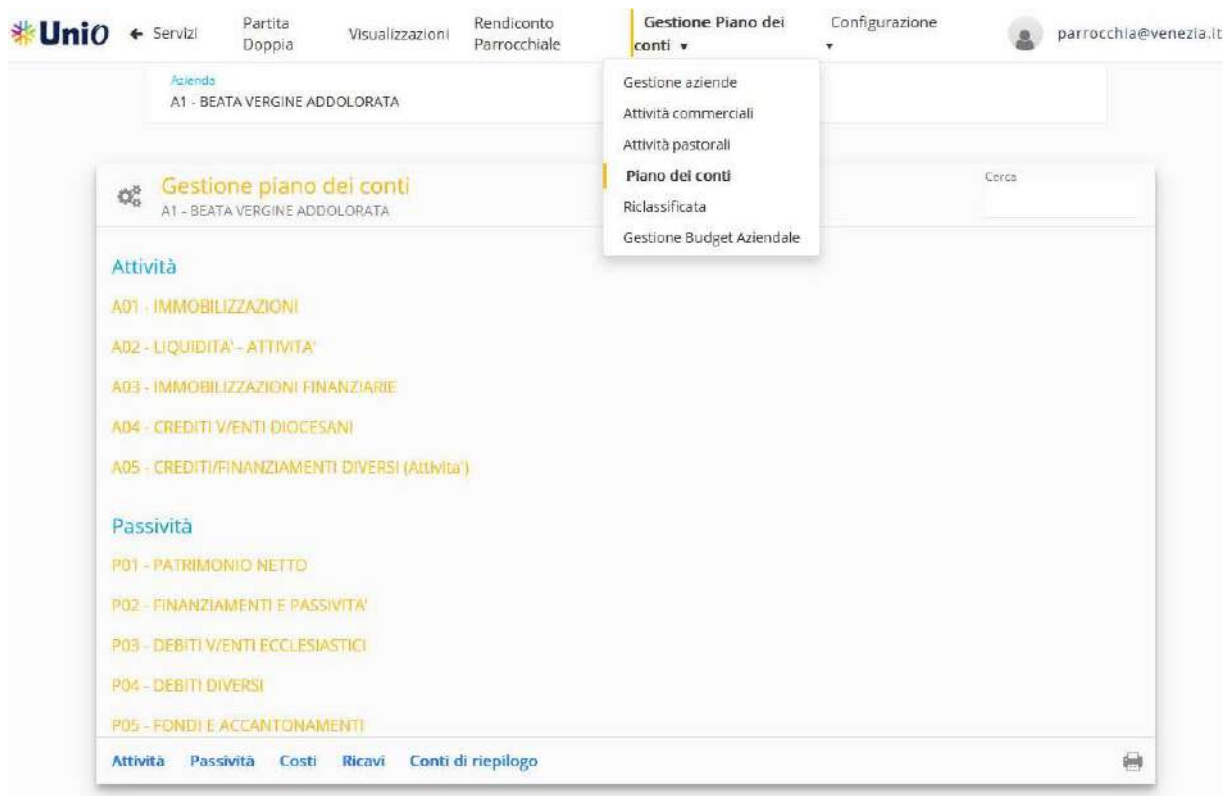 Unio
← Servizi
Partita
Doppia
Visualizzazioni
Rendiconto
Parrocchiale
Gestione Piano dei
conti ▾
Configurazione
▾
parrocchia@venezia.it
Azienda
A1 - BEATA VERGINE ADDOLORATA
Gestione aziende
Attività commerciali
Attività pastorali
Piano dei conti
Riclassificata
Gestione Budget Aziendale
Gestione piano dei conti
A1 - BEATA VERGINE ADDOLORATA
Cerca
Attività
A01 - IMMOBILIZZAZIONI
A02 - LIQUIDITA' - ATTIVITA'
A03 - IMMOBILIZZAZIONI FINANZIARIE
A04 - CREDITI V/ENTI DIOCESANI
A05 - CREDITI/FINANZIAMENTI DIVERSI (Attivita')
Passività
P01 - PATRIMONIO NETTO
P02 - FINANZIAMENTI E PASSIVITA'
P03 - DEBITI V/ENTI ECCLESIASTICI
P04 - DEBITI DIVERSI
P05 - FONDI E ACCANTONAMENTI
Attività Passività Costi Ricavi Conti di riepilogo